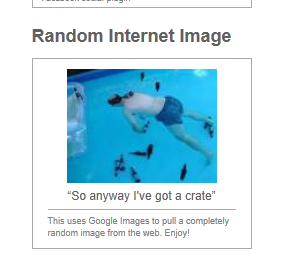 Facebook social plugin
Random Internet Image
“So anyway I've got a crate”
This uses Google Images to pull a completely
random image from the web. Enjoy!